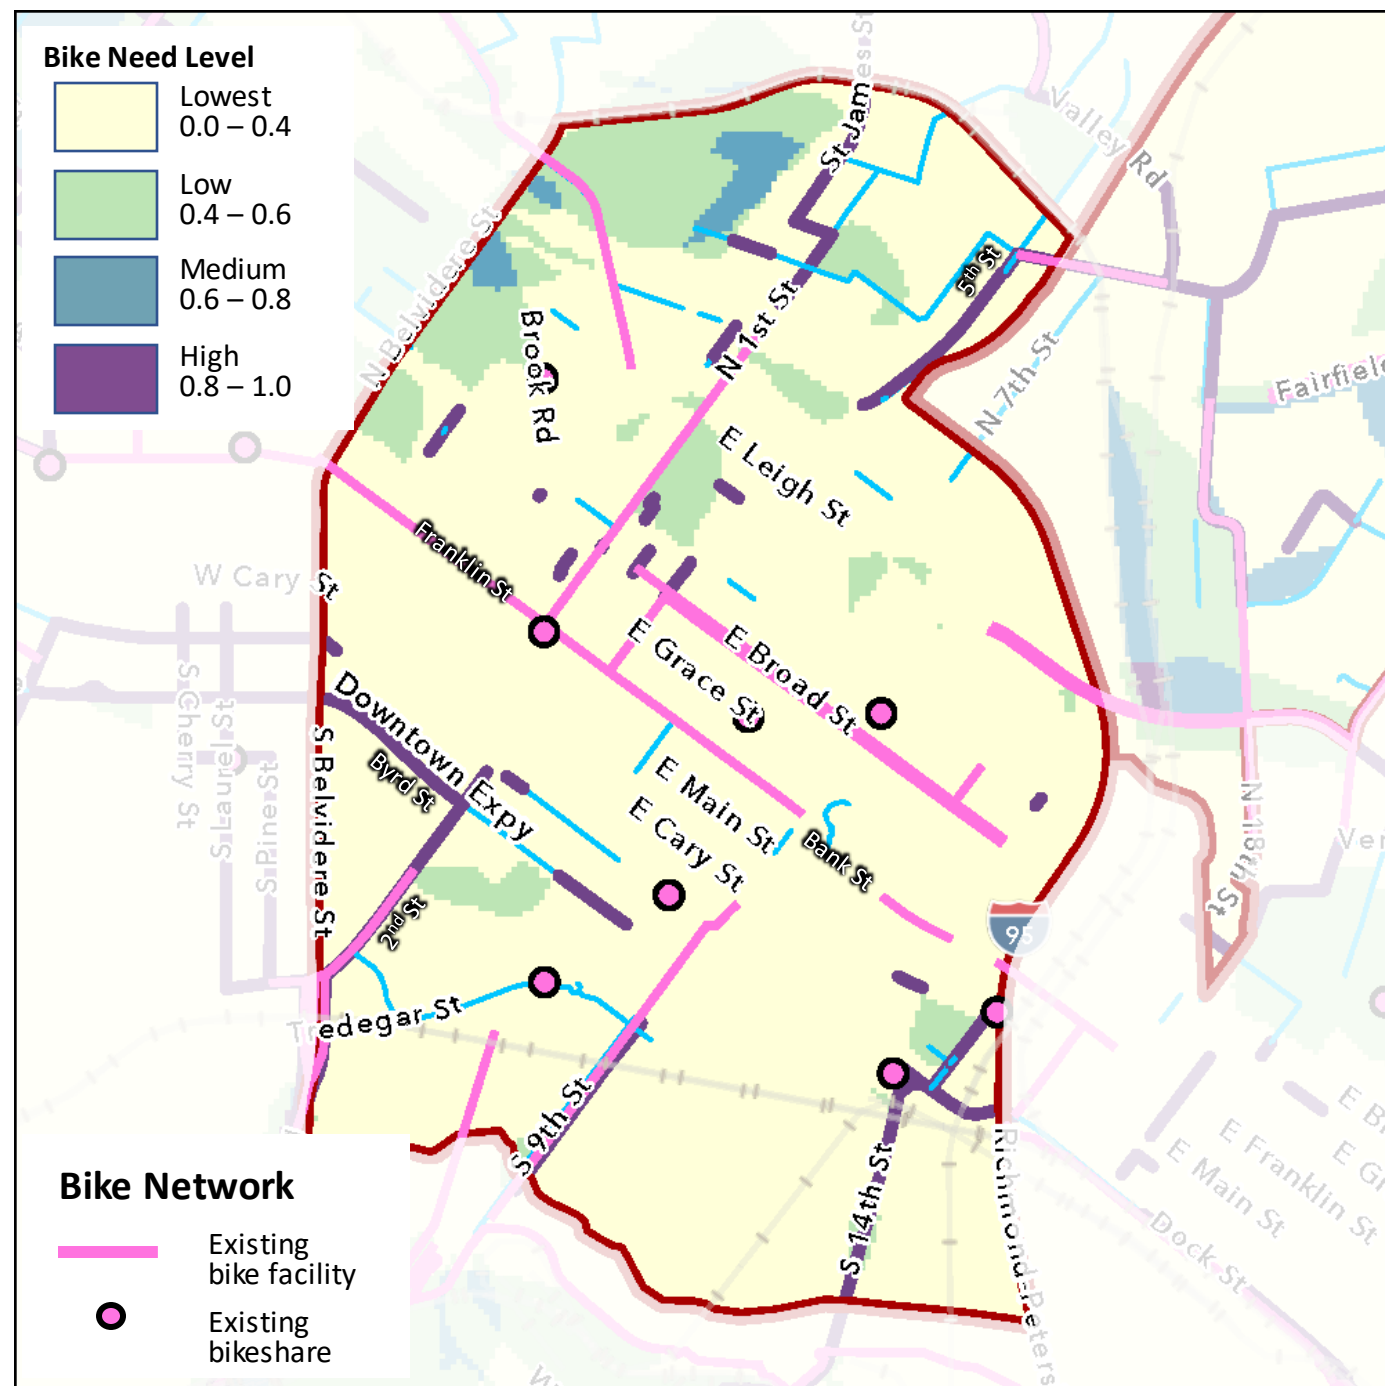 Bike Need Level
Lowest
0.0 – 0.4
Low
0.4 – 0.6
Medium
0.6 – 0.8
High
0.8 – 1.0
St James St
Valley Rd
N Belvidere St
5th St
Brook Rd
N 1st St
N 7th St
Fairfield
E Leigh St
Franklin St
W Cary St
E Grace St
E Broad St
S Cherry St
S Laurel St
S Pine St
S Belvidere St
Downtown Expy
Byrd St
E Main St
E Cary St
Bank St
N 18th St
Ver
2nd St
95
Tredegar St
S 9th St
S 14th St
E Main St
E Franklin St
E Gr
E B
Dock St
Bike Network
Existing
bike facility
Existing
bikeshare